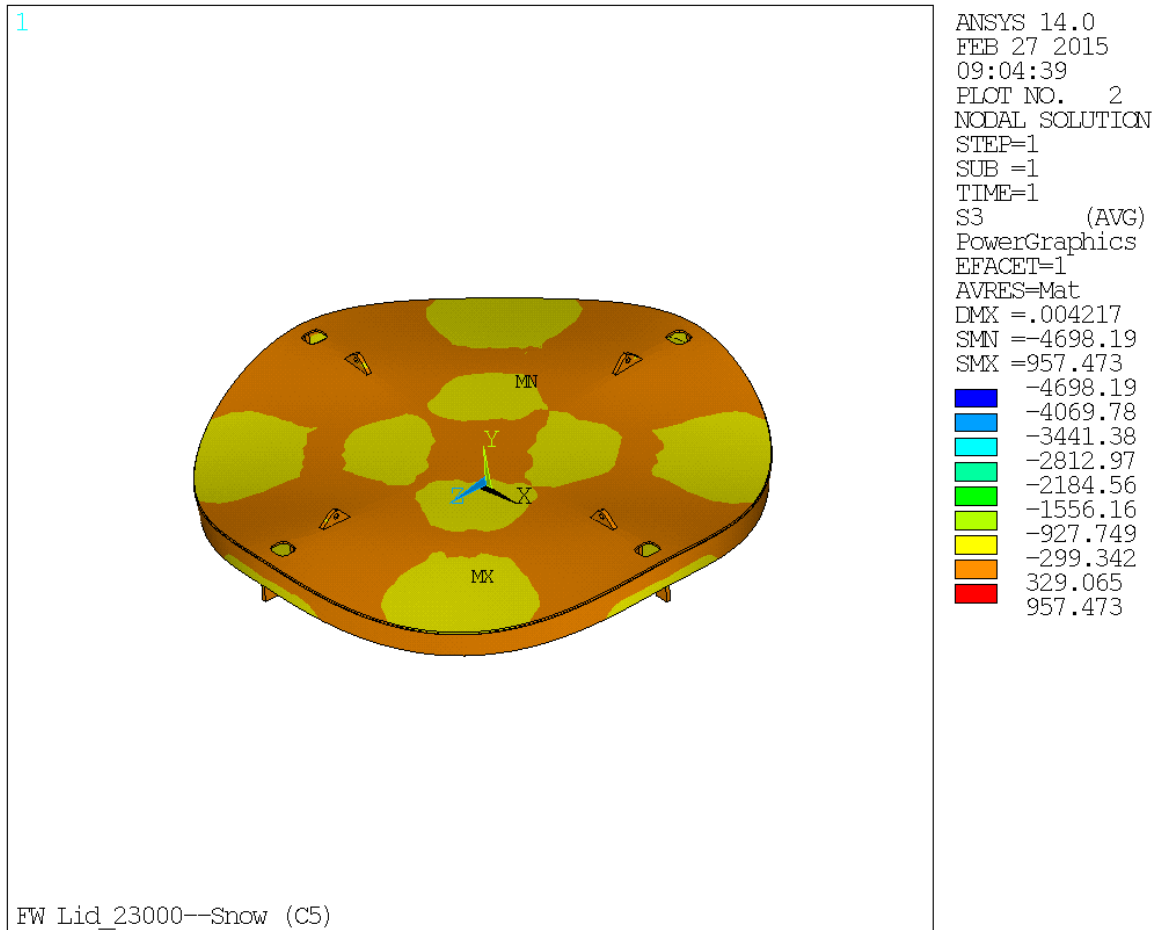 1
ANSYS 14.0
FEB 27 2015
09:04:39
PLOT NO. 2
NODAL SOLUTION
STEP=1
SUB =1
TIME=1
S3 (AVG)
PowerGraphics
EFACET=1
AVRES=Mat
DMX =.004217
SMN =-4698.19
SMX =957.473
-4698.19
-4069.78
-3441.38
-2812.97
-2184.56
-1556.16
-927.749
-299.342
329.065
957.473
MN
Y
Z X
MX
FW Lid_23000--Snow (C5)